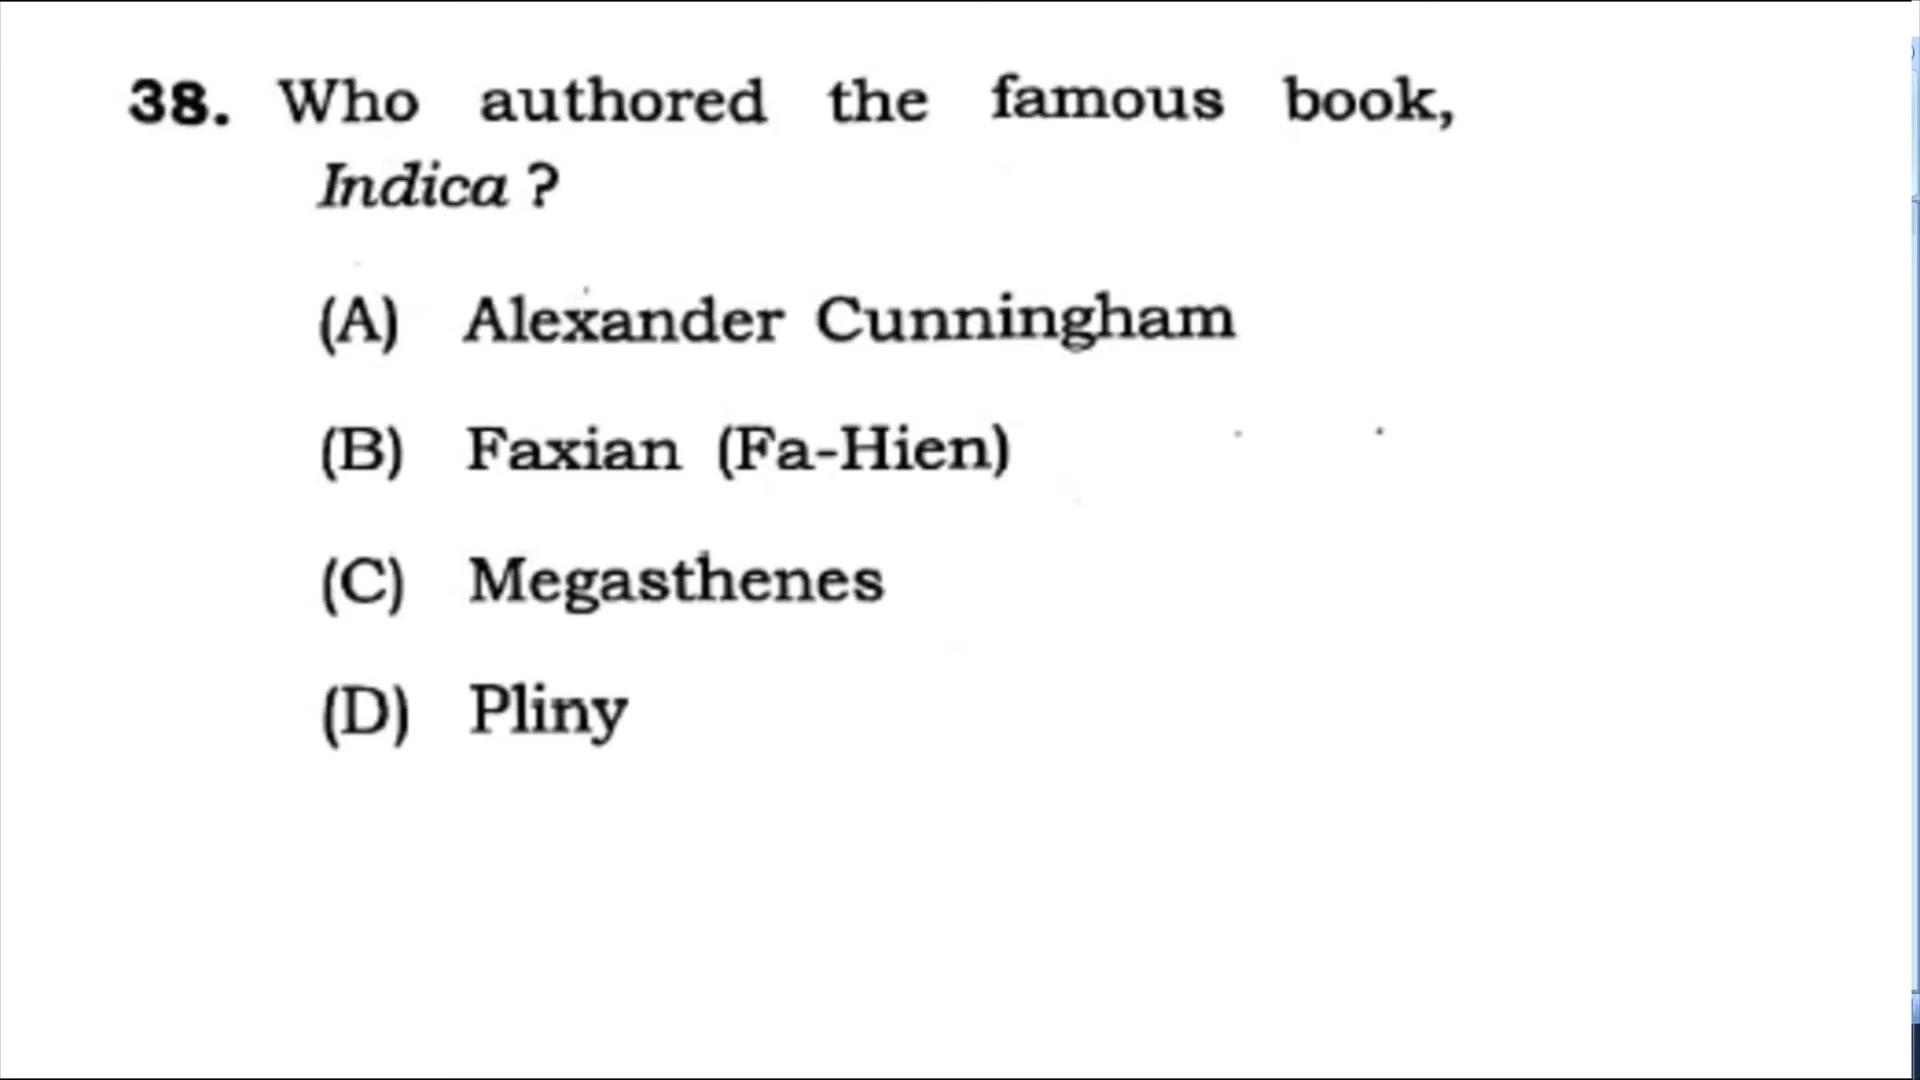 38. Who authored the famous book,
Indica ?
(A) Alexander Cunningham
(B) Faxian (Fa-Hien)
(C) Megasthenes
(D) Pliny